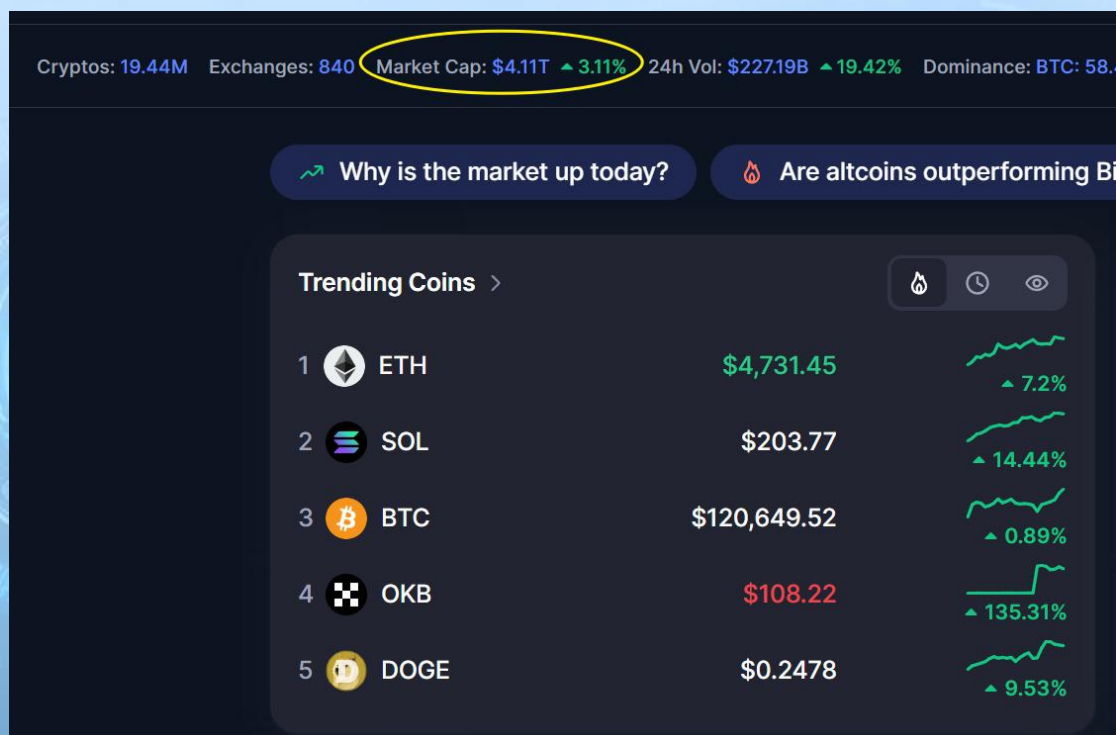 Cryptos: 19.44M Exchanges: 840 Market Cap: $4.11T ▲ 3.11% 24h Vol: $227.19B ▲ 19.42% Dominance: BTC: 58.
Why is the market up today? Are altcoins outperforming Bi
Trending Coins >
1 ETH $4,731.45 ▲ 7.2%
2 SOL $203.77 ▲ 14.44%
3 BTC $120,649.52 ▲ 0.89%
4 OKB $108.22 ▲ 135.31%
5 DOGE $0.2478 ▲ 9.53%